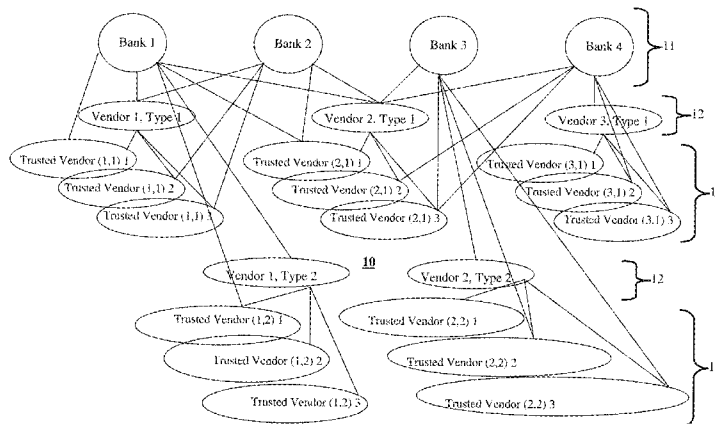 Bank 1
Bank 2
Bank 3
Bank 4
11
Vendor 1, Type 1
Vendor 2, Type 1
Vendor 3, Type 1
12
Trusted Vendor (1,1) 1
Trusted Vendor (2,1) 1
Trusted Vendor (3,1) 1
Trusted Vendor (1,1) 2
Trusted Vendor (2,1) 2
Trusted Vendor (3,1) 2
1
Trusted Vendor (1,1) 3
Trusted Vendor (2,1) 3
Trusted Vendor (3,1) 3
10
Vendor 1, Type 2
Vendor 2, Type 2
12
Trusted Vendor (1,2) 1
Trusted Vendor (2,2) 1
Trusted Vendor (1,2) 2
Trusted Vendor (2,2) 2
1
Trusted Vendor (1,2) 3
Trusted Vendor (2,2) 3